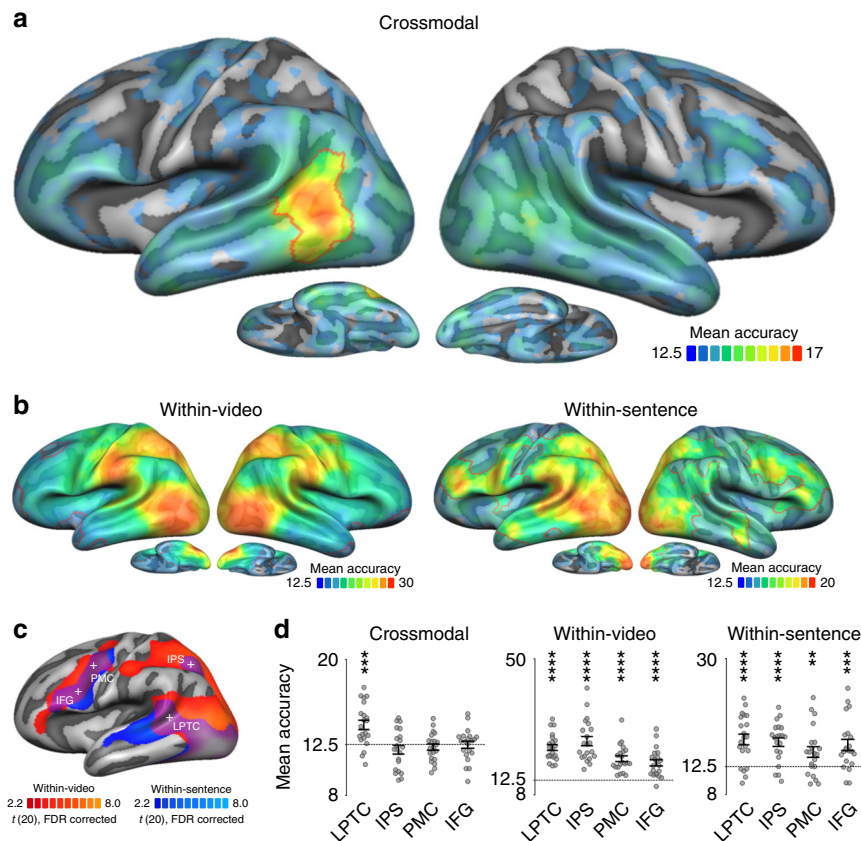 a
Crossmodal
Mean accuracy
12.5 17
b
Within-video
Within-sentence
Mean accuracy
12.5 30
Mean accuracy
12.5 20
c
IPS
PMC
IFG
LPTC
Within-video
2.2 8.0
t (20), FDR corrected
Within-sentence
2.2 8.0
t (20), FDR corrected
d
Crossmodal
Mean accuracy
20
12.5
8
****
LPTC IPS PMC IFG
Within-video
50
12.5
8
**** **** **** ****
LPTC IPS PMC IFG
Within-sentence
30
12.5
8
**** **** ** ***
LPTC IPS PMC IFG